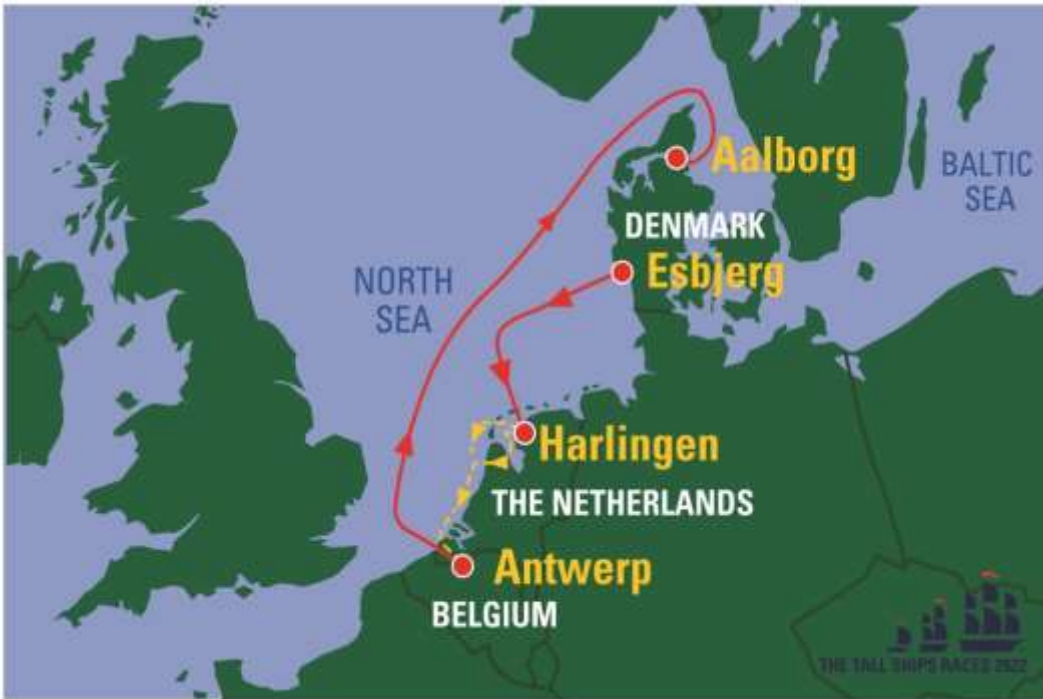 Aalborg
BALTIC
SEA
DENMARK
Esbjerg
NORTH
SEA
Harlingen
THE NETHERLANDS
Antwerp
BELGIUM
THE TALL SHIPS RACES 2022